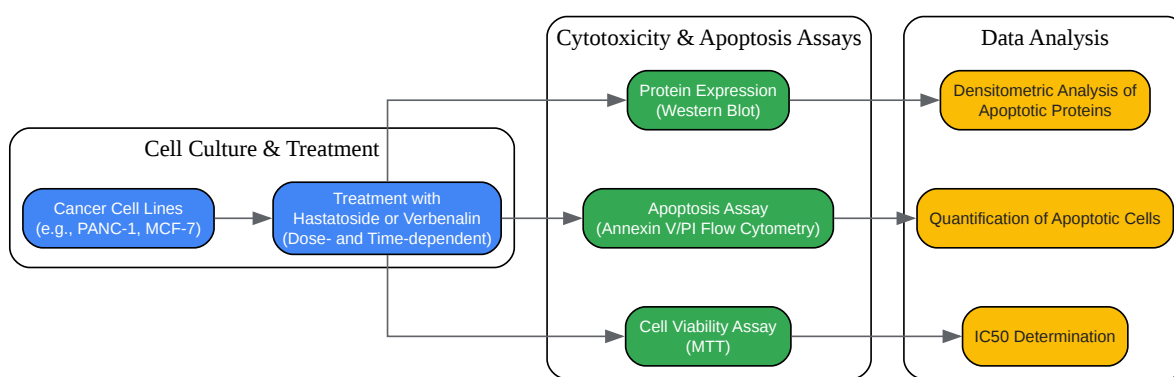 Cytotoxicity & Apoptosis Assays
Data Analysis
Protein Expression
(Western Blot)
Densitometric Analysis of
Apoptotic Proteins
Cell Culture & Treatment
Cancer Cell Lines
(e.g., PANC-1, MCF-7)
Treatment with
Hastatoside or Verbenalin
(Dose- and Time-dependent)
Apoptosis Assay
(Annexin V/PI Flow Cytometry)
Quantification of Apoptotic Cells
Cell Viability Assay
(MTT)
IC50 Determination